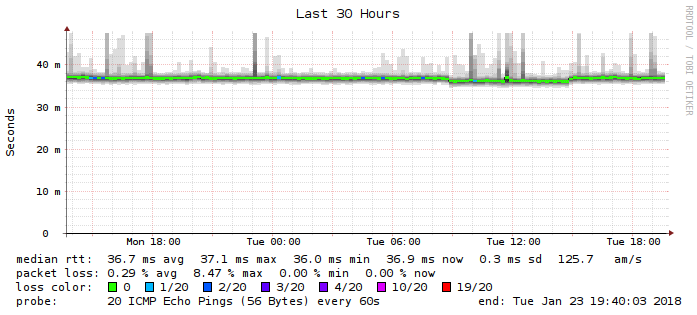 Last 30 Hours
RRDTOOL / TOBI OETIKER
Seconds
40 m
30 m
20 m
10 m
0
Mon 18:00 Tue 00:00 Tue 06:00 Tue 12:00 Tue 18:00
median rtt: 36.7 ms avg 37.1 ms max 36.0 ms min 36.9 ms now 0.3 ms sd 125.7 am/s
packet loss: 0.29 % avg 8.47 % max 0.00 % min 0.00 % now
loss color: 0 1/20 2/20 3/20 4/20 10/20 19/20
probe: 20 ICMP Echo Pings (56 Bytes) every 60s end: Tue Jan 23 19:40:03 2018